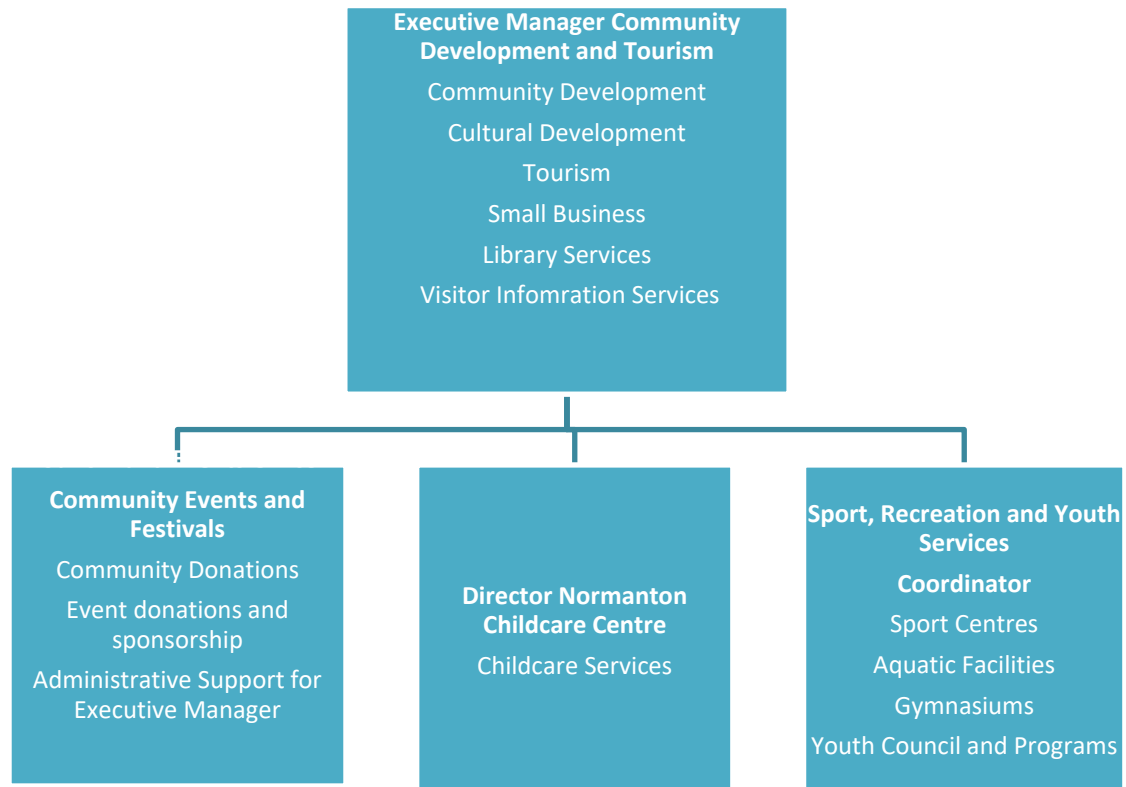 Executive Manager Community
Development and Tourism
Community Development
Cultural Development
Tourism
Small Business
Library Services
Visitor Infomration Services
Community Events and
Festivals
Community Donations
Event donations and
sponsorship
Administrative Support for
Executive Manager
Director Normanton
Childcare Centre
Childcare Services
Sport, Recreation and Youth
Services
Coordinator
Sport Centres
Aquatic Facilities
Gymnasiums
Youth Council and Programs